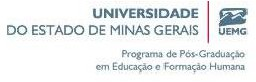 UNIVERSIDADE
DO ESTADO DE MINAS GERAIS
UEMG
Programa de Pós-Graduação
em Educação e Formação Humana